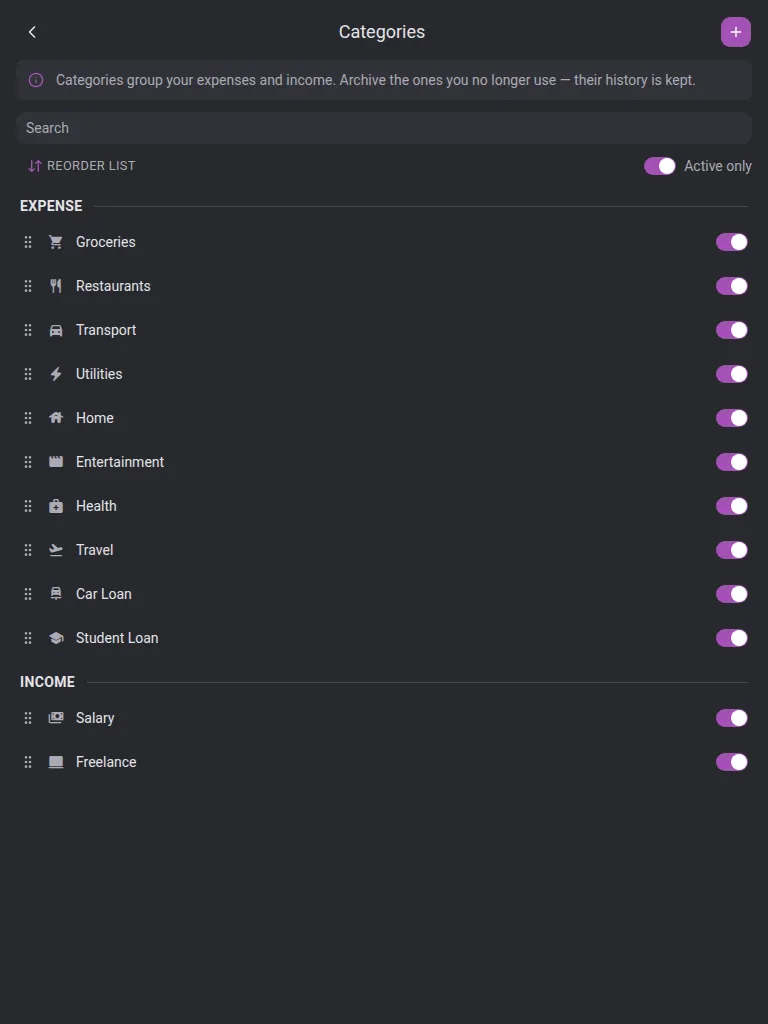 Categories
Categories group your expenses and income. Archive the ones you no longer use — their history is kept.
Search
REORDER LIST
Active only
EXPENSE
Groceries
Restaurants
Transport
Utilities
Home
Entertainment
Health
Travel
Car Loan
Student Loan
INCOME
Salary
Freelance